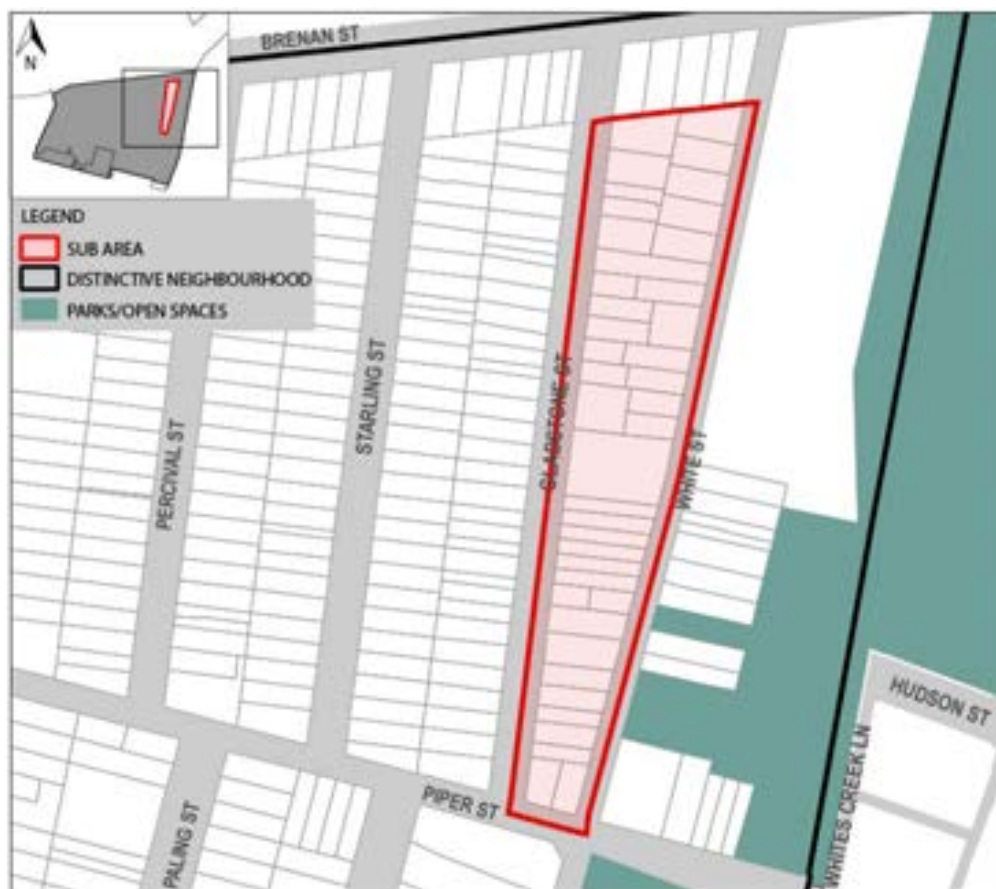 BRENAN ST
N
LEGEND
SUB AREA
DISTINCTIVE NEIGHBOURHOOD
PARKS/OPEN SPACES
PERCIVAL ST
STARLING ST
GLADSTONE ST
WHITE ST
HUDSON ST
PIPER ST
PALING ST
WHITES CREEK LN